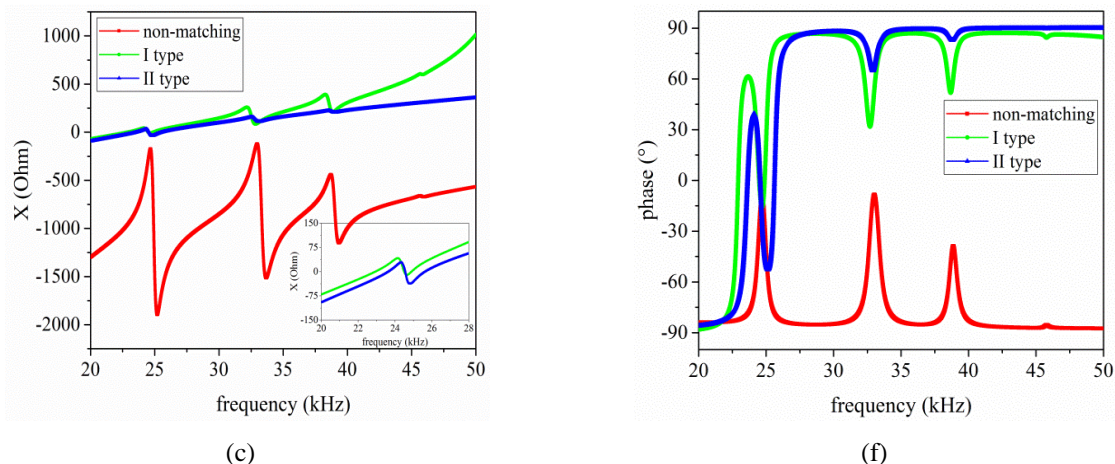 1000
500
0
-500
-1000
-1500
-2000
X (Ohm)
non-matching
I type
II type
150
75
0
-75
-150
X (Ohm)
20 22 24 26 28
frequency (kHz)
20 25 30 35 40 45 50
frequency (kHz)
(c)
90
60
30
0
-30
-60
-90
phase (°)
non-matching
I type
II type
20 25 30 35 40 45 50
frequency (kHz)
(f)